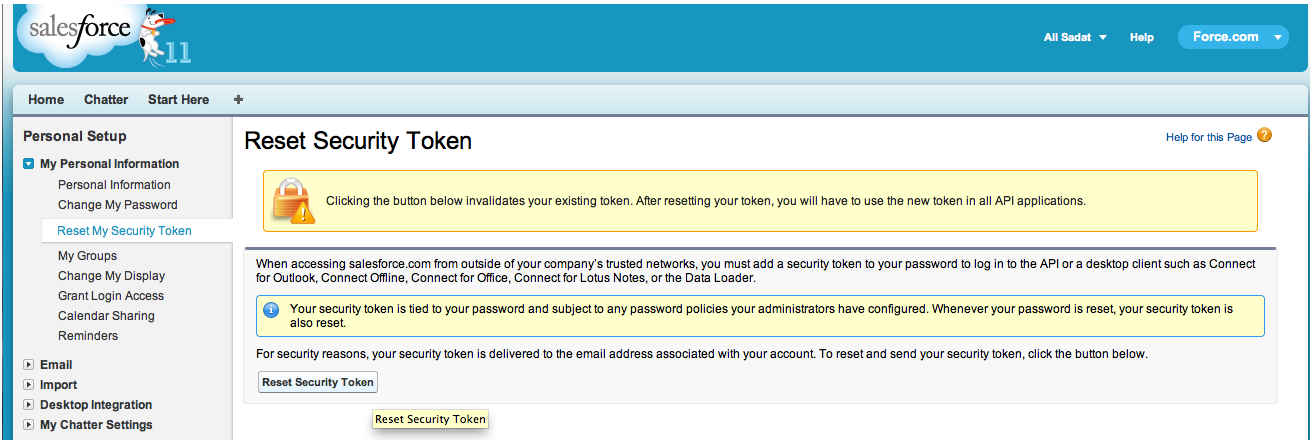 salesforce
11
Ali Sadat
Help
Force.com
Home
Chatter
Start Here
Personal Setup
My Personal Information
Personal Information
Change My Password
Reset My Security Token
My Groups
Change My Display
Grant Login Access
Calendar Sharing
Reminders
Email
Import
Desktop Integration
My Chatter Settings
Reset Security Token
Help for this Page
Clicking the button below invalidates your existing token. After resetting your token, you will have to use the new token in all API applications.
When accessing salesforce.com from outside of your company's trusted networks, you must add a security token to your password to log in to the API or a desktop client such as Connect
for Outlook, Connect Offline, Connect for Office, Connect for Lotus Notes, or the Data Loader.
Your security token is tied to your password and subject to any password policies your administrators have configured. Whenever your password is reset, your security token is
also reset.
For security reasons, your security token is delivered to the email address associated with your account. To reset and send your security token, click the button below.
Reset Security Token
Reset Security Token